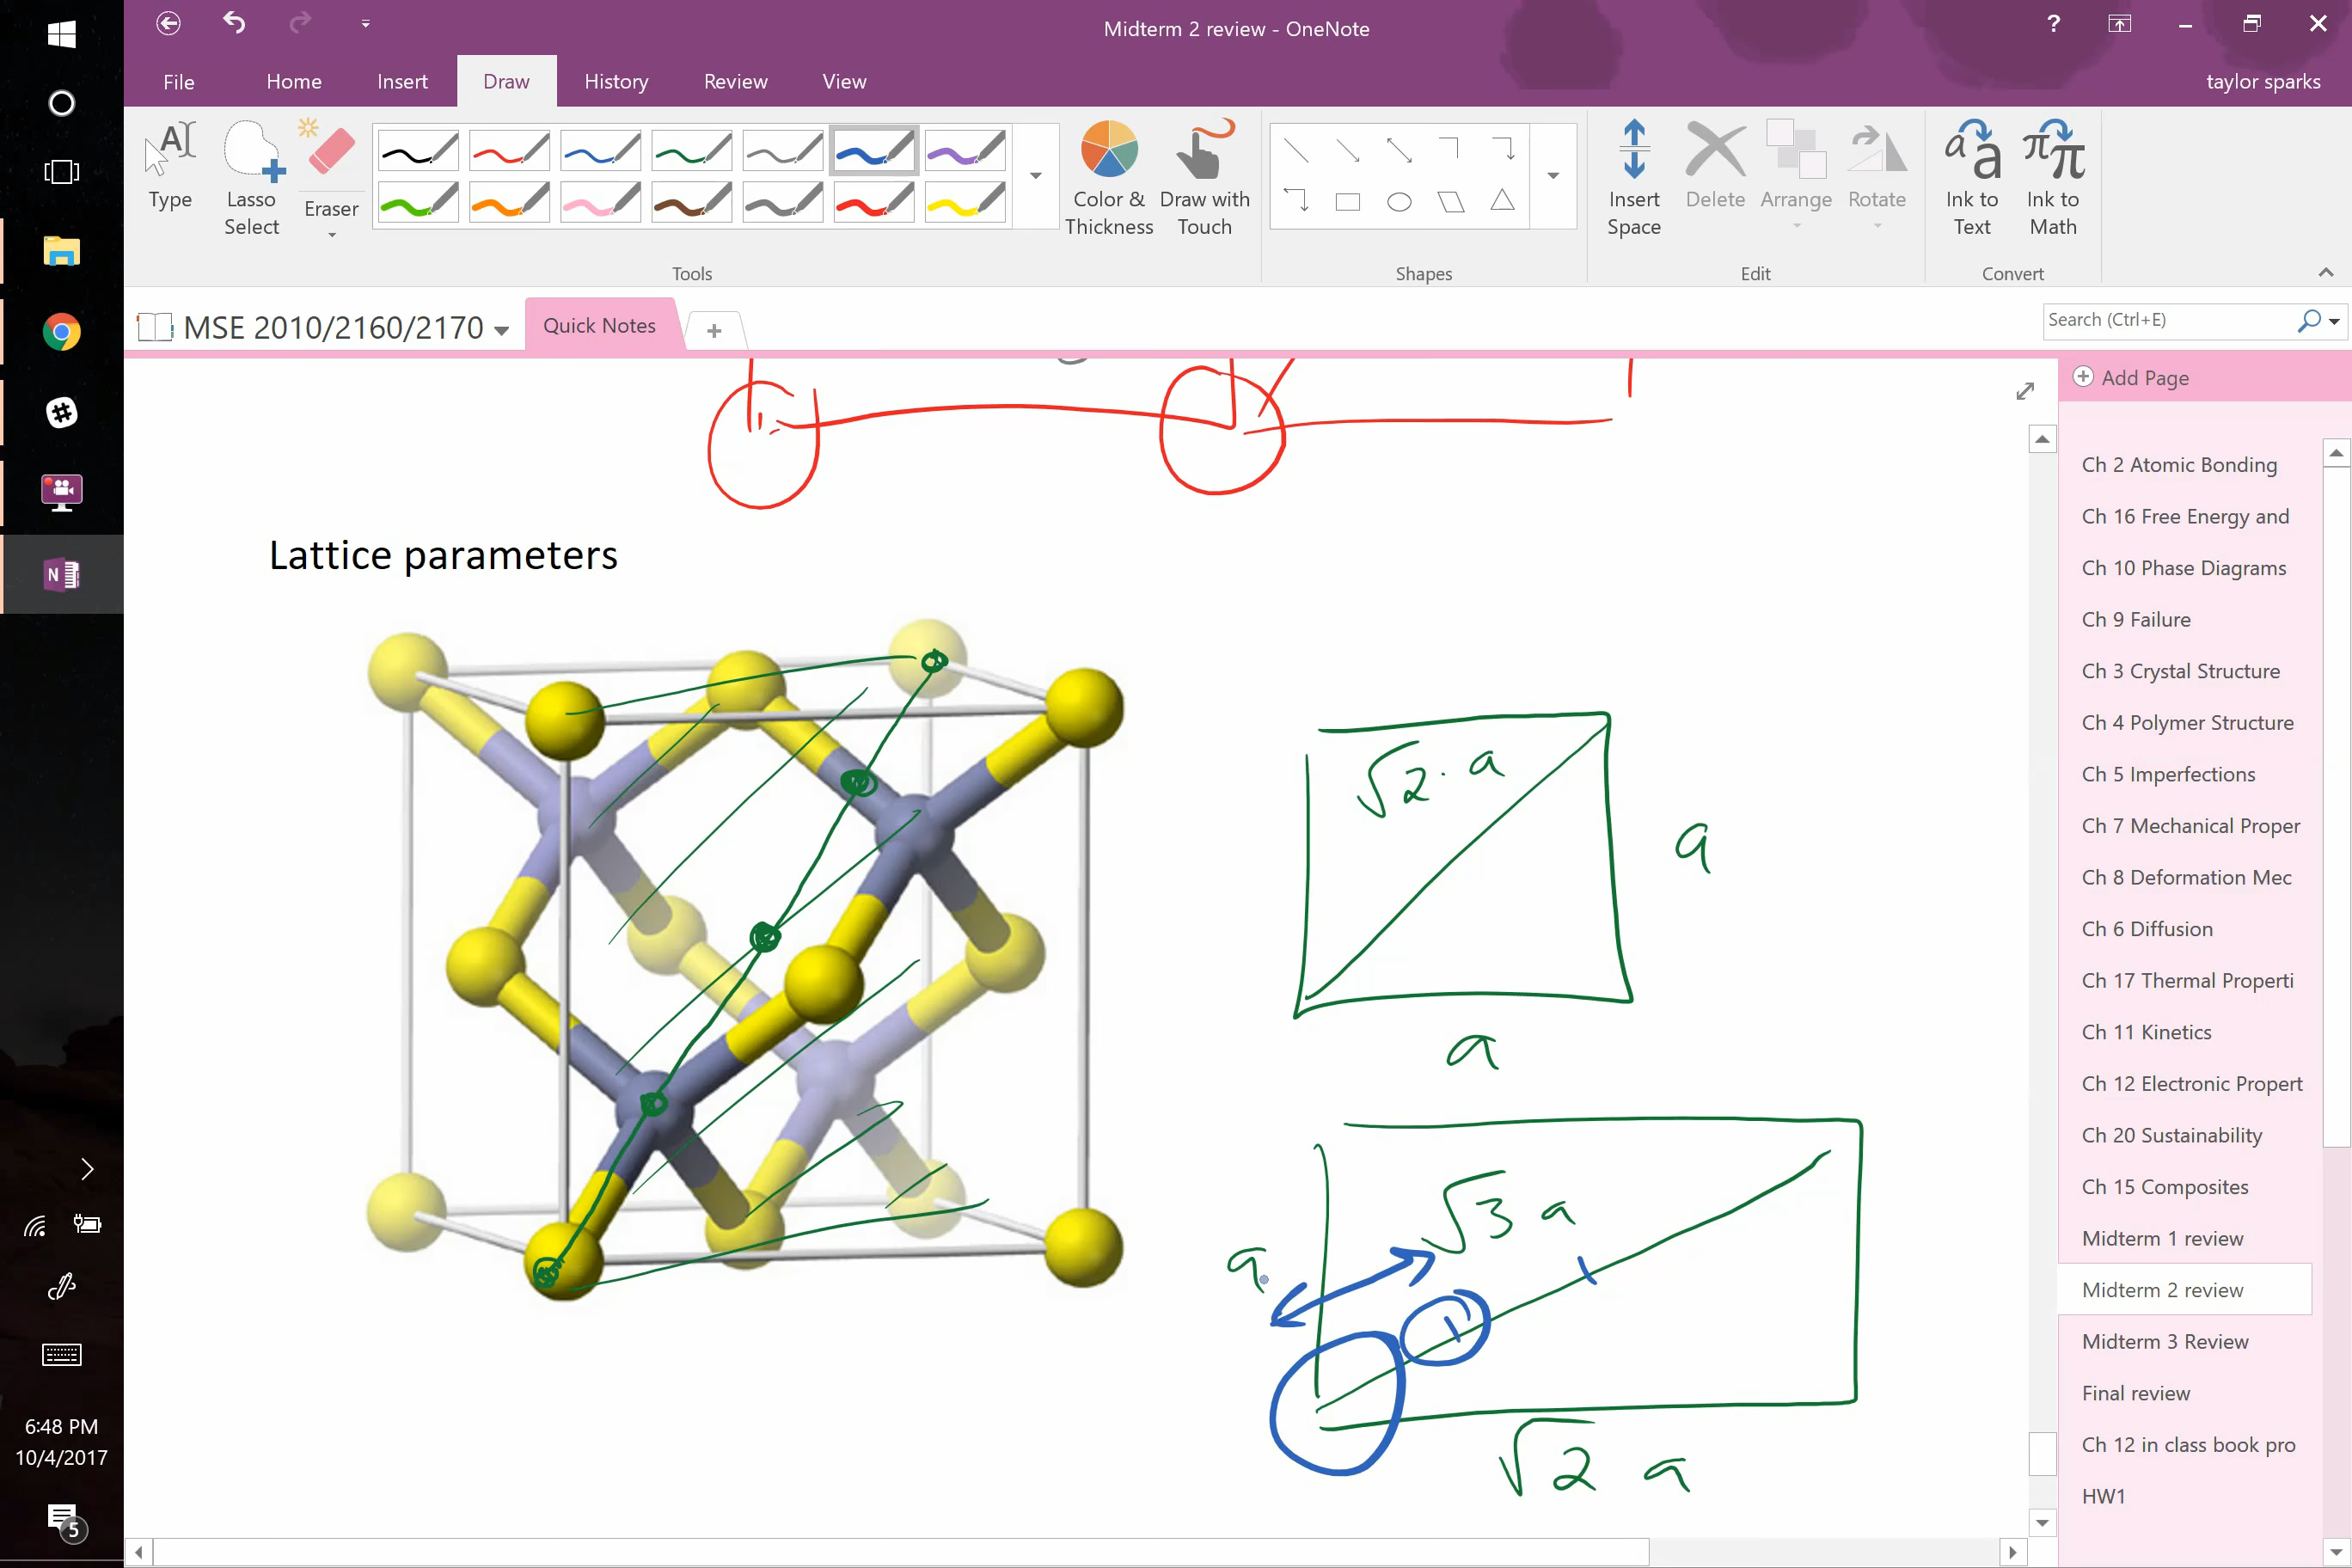 Midterm 2 review - OneNote
?
File
Home
Insert
Draw
History
Review
View
taylor sparks
Type
Lasso
Select
Eraser
Color &
Thickness
Draw with
Touch
Insert
Space
Delete
Arrange
Rotate
Ink to
Text
Ink to
Math
Tools
Shapes
Edit
Convert
MSE 2010/2160/2170
Quick Notes
Search (Ctrl+E)
Add Page
Ch 2 Atomic Bonding
Ch 16 Free Energy and
Ch 10 Phase Diagrams
Ch 9 Failure
Ch 3 Crystal Structure
Ch 4 Polymer Structure
Ch 5 Imperfections
Ch 7 Mechanical Proper
Ch 8 Deformation Mec
Ch 6 Diffusion
Ch 17 Thermal Properti
Ch 11 Kinetics
Ch 12 Electronic Propert
Ch 20 Sustainability
Ch 15 Composites
Midterm 1 review
Midterm 2 review
Midterm 3 Review
Final review
Ch 12 in class book pro
HW1
Lattice parameters
√2 · a
a
a
√3 a
a
√2 a
6:48 PM
10/4/2017
5